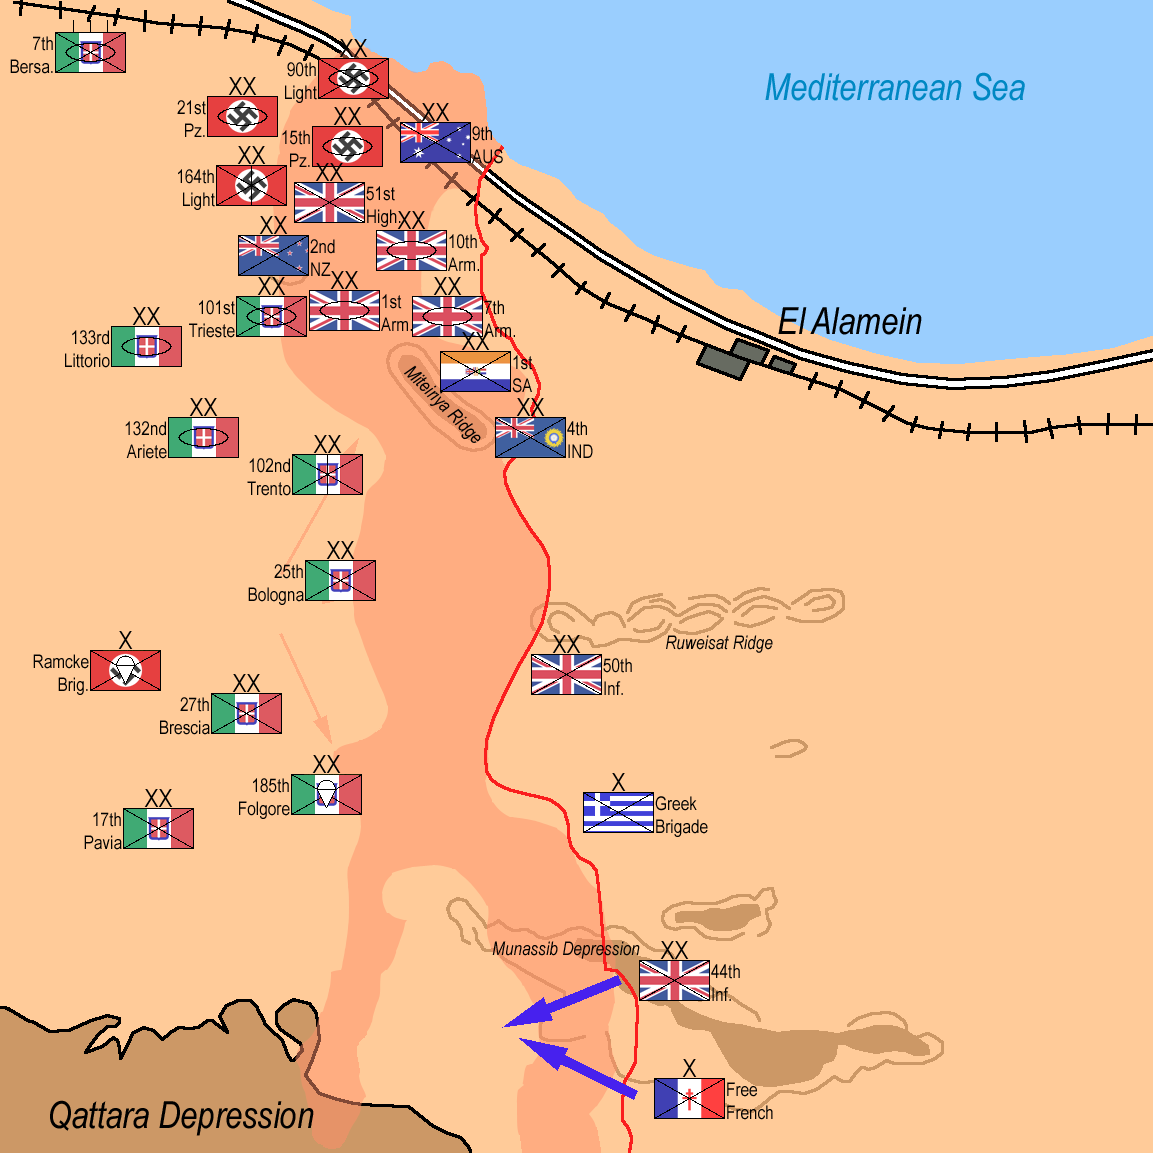 XX
7th
Bersa.
90th
Light
Mediterranean Sea
XX
21st
Pz.
XX
15th
Pz.
XX
9th
AUS
XX
164th
Light
XX
51st
High.
XX
2nd
NZ
XX
10th
Arm.
XX
101st
Trieste
XX
1st
Arm.
XX
7th
Arm.
El Alamein
XX
133rd
Littorio
XX
1st
SA
Miteiriya Ridge
XX
132nd
Ariete
XX
4th
IND
XX
102nd
Trento
XX
25th
Bologna
Ruweisat Ridge
X
Ramcke
Brig.
XX
50th
Inf.
XX
27th
Brescia
XX
185th
Folgore
X
Greek
Brigade
XX
17th
Pavia
Munassib Depression
XX
44th
Inf.
X
Free
French
Qattara Depression